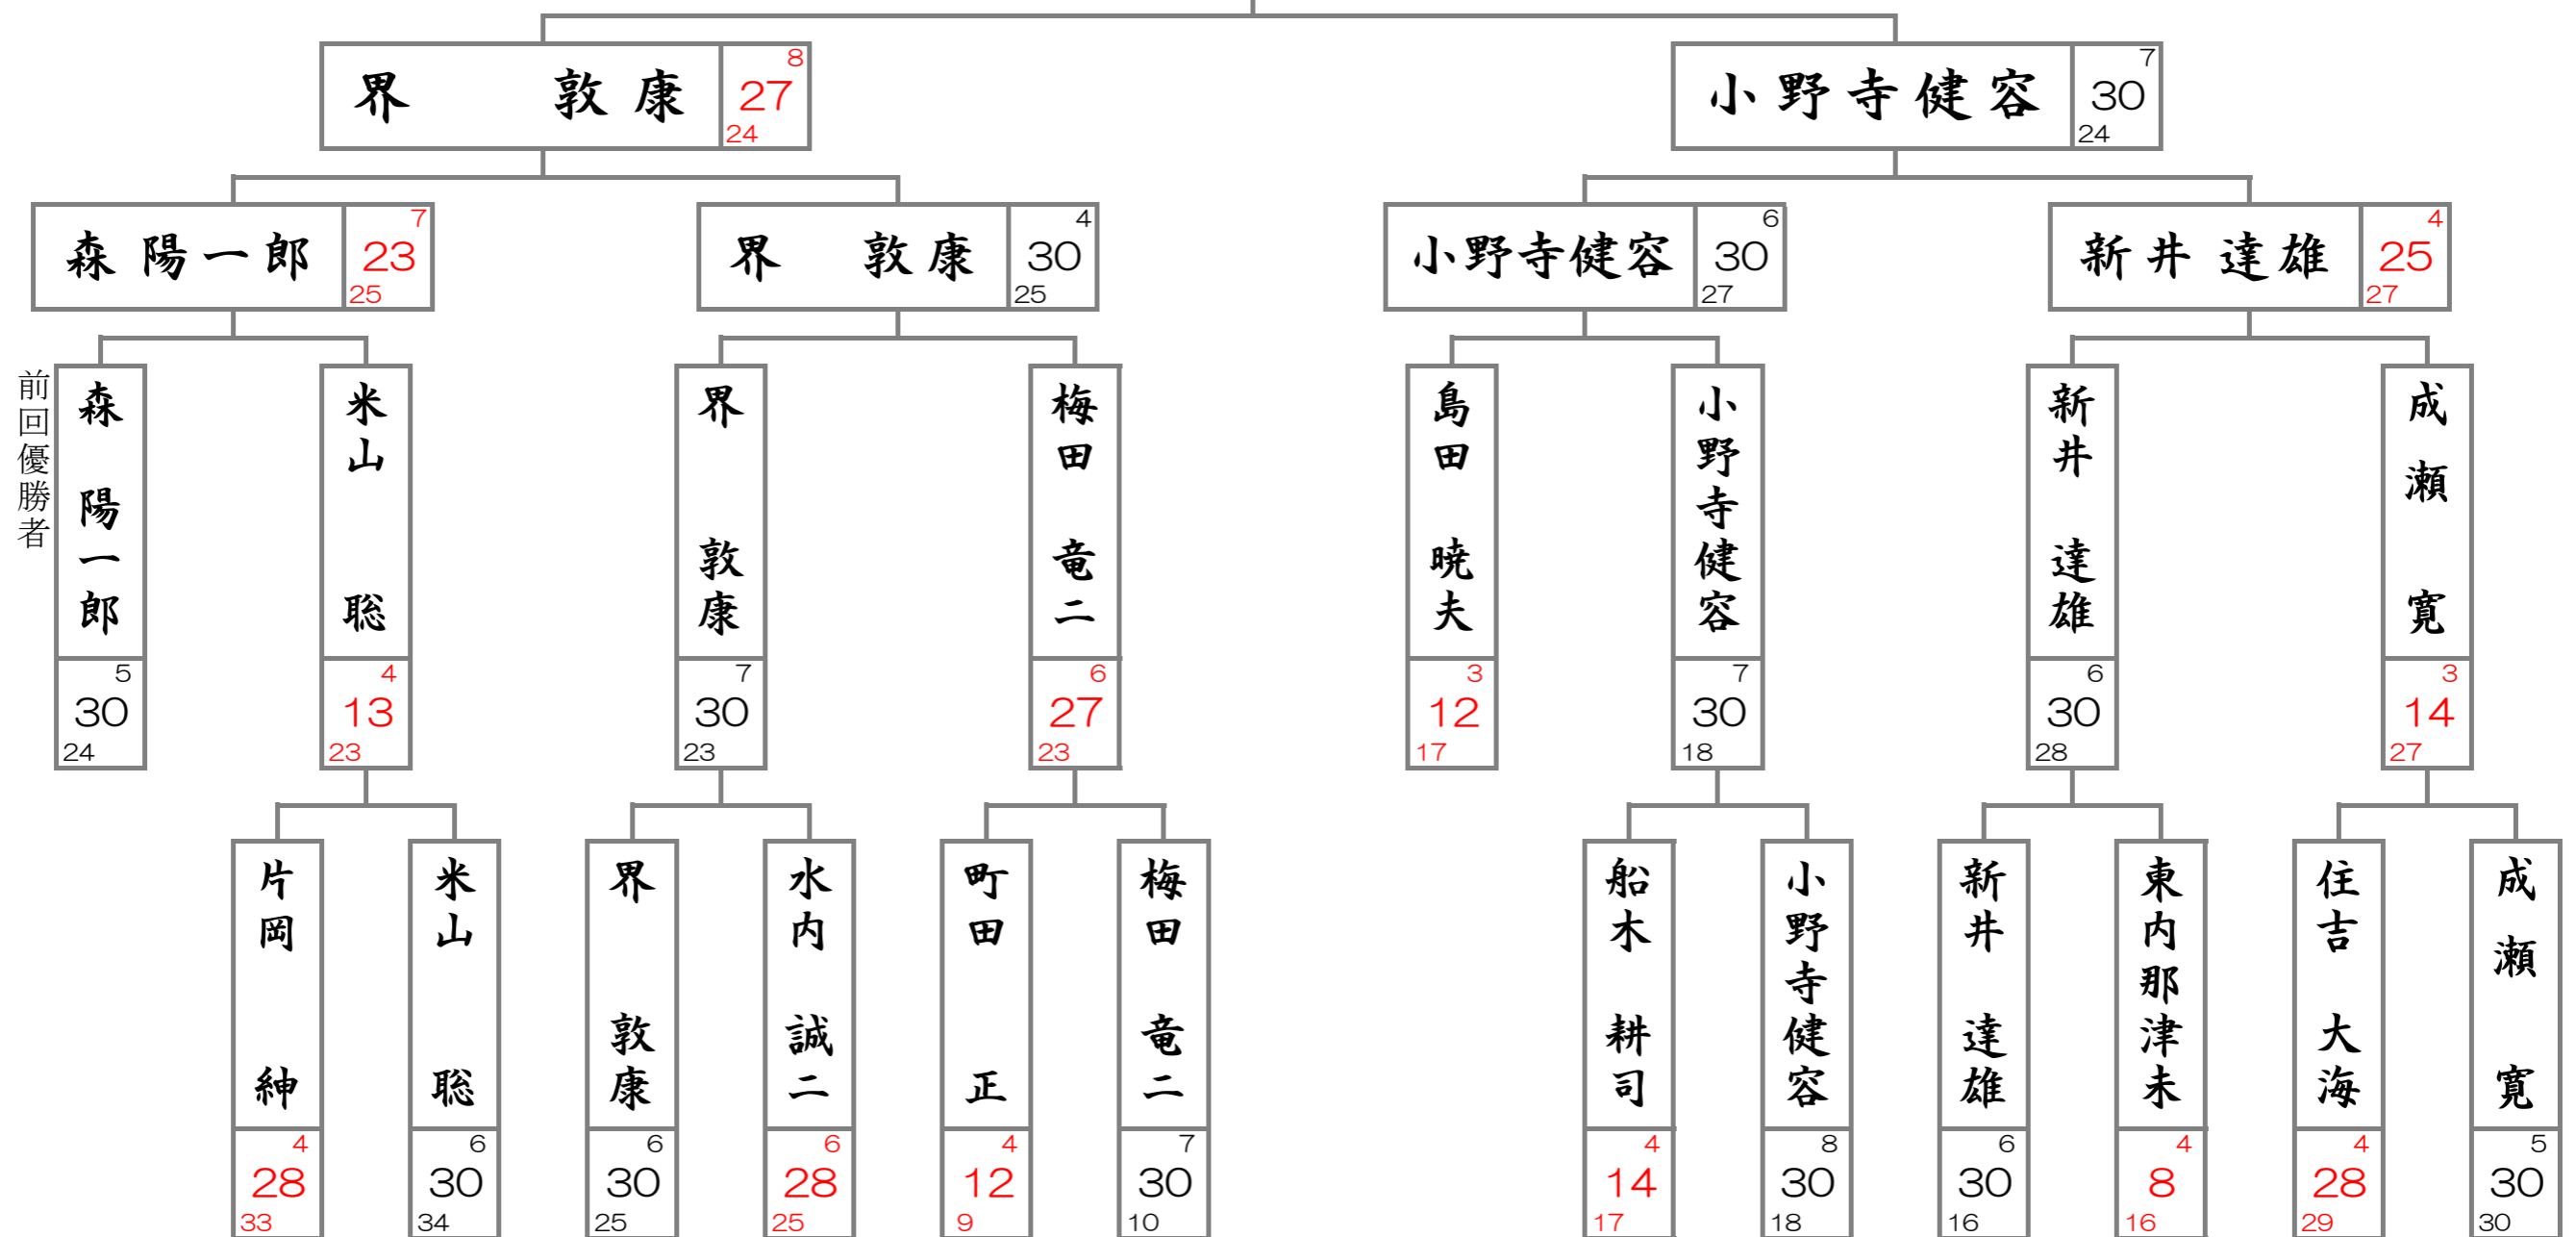 界 敦康 8 27 24
小野寺健容 7 30 24
森 陽一郎 7 23 25
界 敦康 4 30 25
小野寺健容 6 30 27
新井 達雄 4 25 27
前回優勝者
森 陽一郎 5 30 24
米山 聡 4 13 23
界 敦康 7 30 23
梅田 竜二 6 27 23
島田 暁夫 3 12 17
小野寺健容 7 30 18
新井 達雄 6 30 28
成瀬 寛 3 14 27
片岡 紳 4 28 33
米山 聡 6 30 34
界 敦康 6 30 25
水内 誠二 6 28 25
町田 正 4 12 9
梅田 竜二 7 30 10
船木 耕司 4 14 17
小野寺健容 8 30 18
新井 達雄 6 30 16
東内那津未 4 8 16
住吉 大海 4 28 29
成瀬 寛 5 30 30